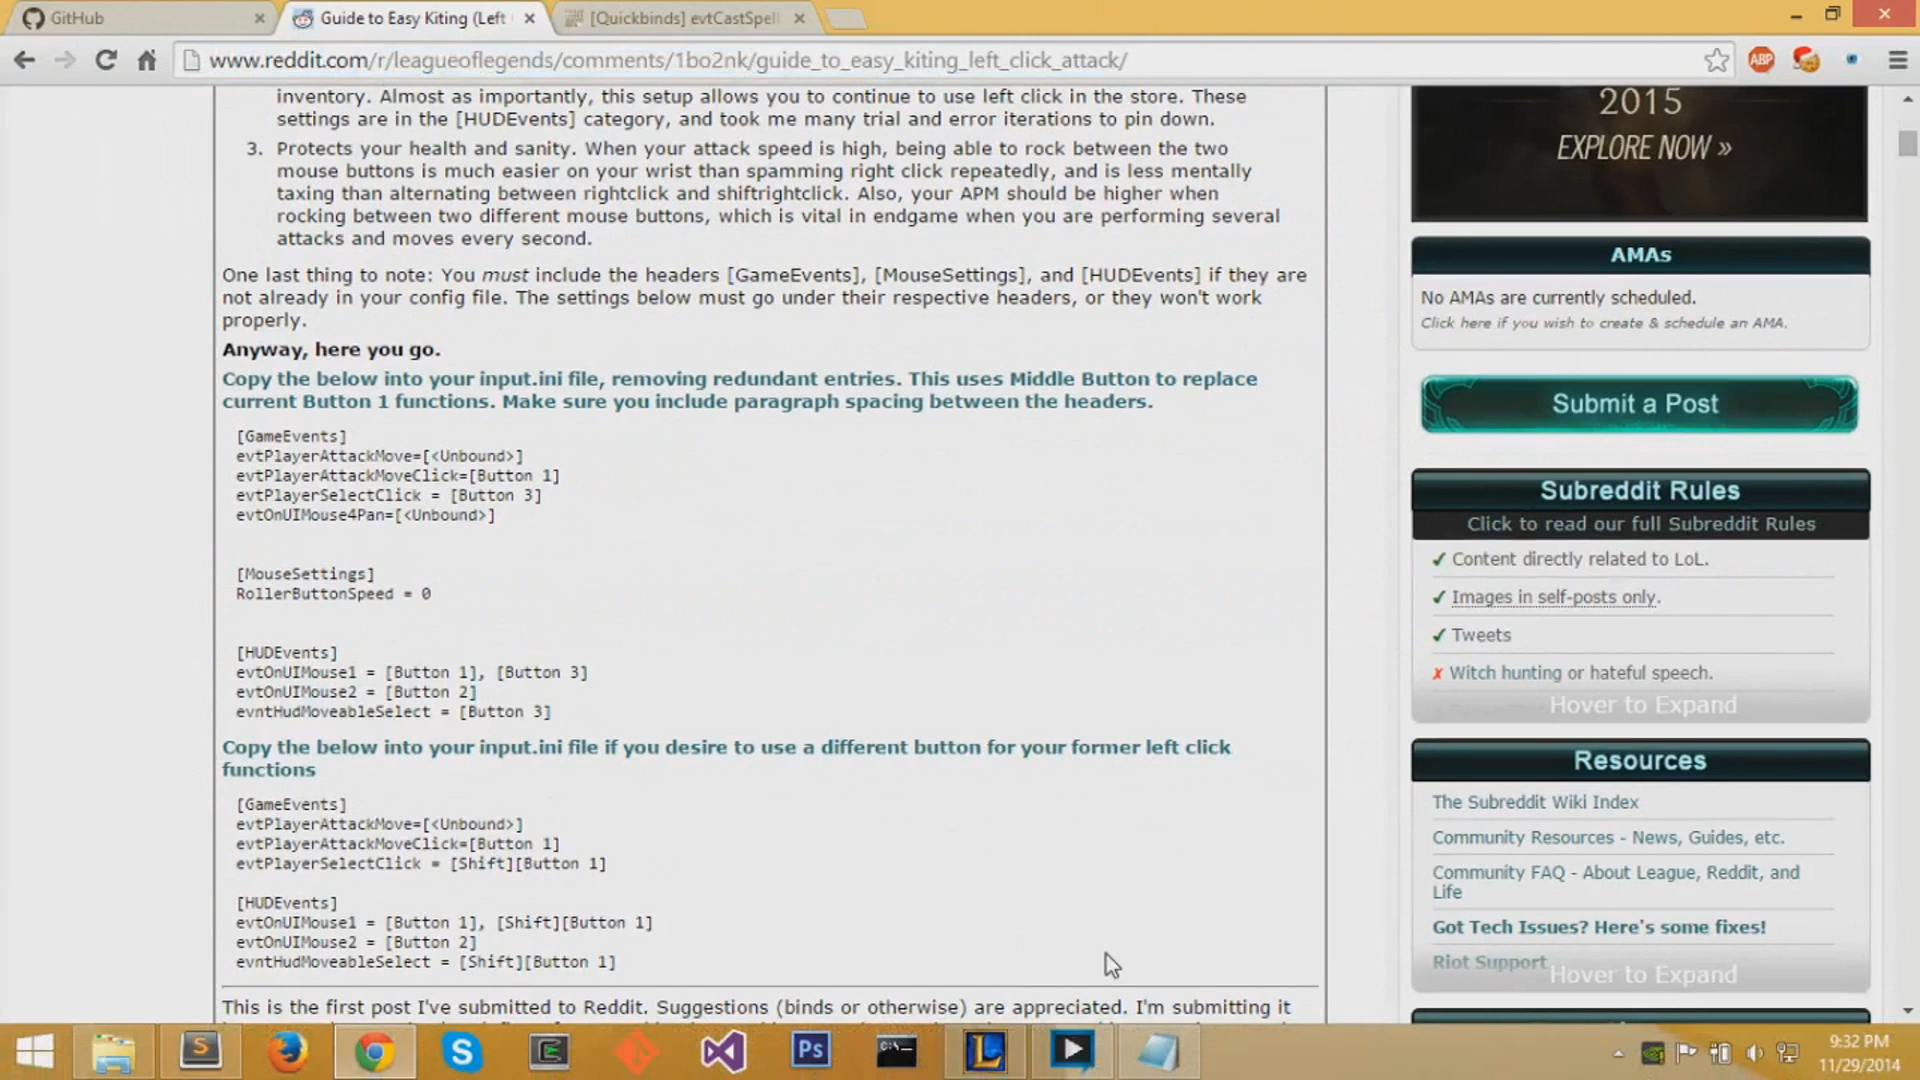 GitHub
Guide to Easy Kiting (Left
[Quickbinds] evtCastSpell
www.reddit.com/r/leagueoflegends/comments/1bo2nk/guide_to_easy_kiting_left_click_attack/
ABP
inventory. Almost as importantly, this setup allows you to continue to use left click in the store. These
settings are in the [HUDEvents] category, and took me many trial and error iterations to pin down.
3. Protects your health and sanity. When your attack speed is high, being able to rock between the two
mouse buttons is much easier on your wrist than spamming right click repeatedly, and is less mentally
taxing than alternating between rightclick and shiftrightclick. Also, your APM should be higher when
rocking between two different mouse buttons, which is vital in endgame when you are performing several
attacks and moves every second.
One last thing to note: You must include the headers [GameEvents], [MouseSettings], and [HUDEvents] if they are
not already in your config file. The settings below must go under their respective headers, or they won't work
properly.
Anyway, here you go.
Copy the below into your input.ini file, removing redundant entries. This uses Middle Button to replace
current Button 1 functions. Make sure you include paragraph spacing between the headers.
[GameEvents]
evtPlayerAttackMove=[<Unbound>]
evtPlayerAttackMoveClick=[Button 1]
evtPlayerSelectClick = [Button 3]
evtOnUIMouse4Pan=[<Unbound>]
[MouseSettings]
RollerButtonSpeed = 0
[HUDEvents]
evtOnUIMouse1 = [Button 1], [Button 3]
evtOnUIMouse2 = [Button 2]
evntHudMoveableSelect = [Button 3]
Copy the below into your input.ini file if you desire to use a different button for your former left click
functions
[GameEvents]
evtPlayerAttackMove=[<Unbound>]
evtPlayerAttackMoveClick=[Button 1]
evtPlayerSelectClick = [Shift][Button 1]
[HUDEvents]
evtOnUIMouse1 = [Button 1], [Shift][Button 1]
evtOnUIMouse2 = [Button 2]
evntHudMoveableSelect = [Shift][Button 1]
This is the first post I've submitted to Reddit. Suggestions (binds or otherwise) are appreciated. I'm submitting it
2015
EXPLORE NOW »
AMAs
No AMAs are currently scheduled.
Click here if you wish to create & schedule an AMA.
Submit a Post
Subreddit Rules
Click to read our full Subreddit Rules
✓ Content directly related to LoL.
✓ Images in self-posts only.
✓ Tweets
✗ Witch hunting or hateful speech.
Hover to Expand
Resources
The Subreddit Wiki Index
Community Resources - News, Guides, etc.
Community FAQ - About League, Reddit, and
Life
Got Tech Issues? Here's some fixes!
Riot Support
Hover to Expand
9:32 PM
11/29/2014